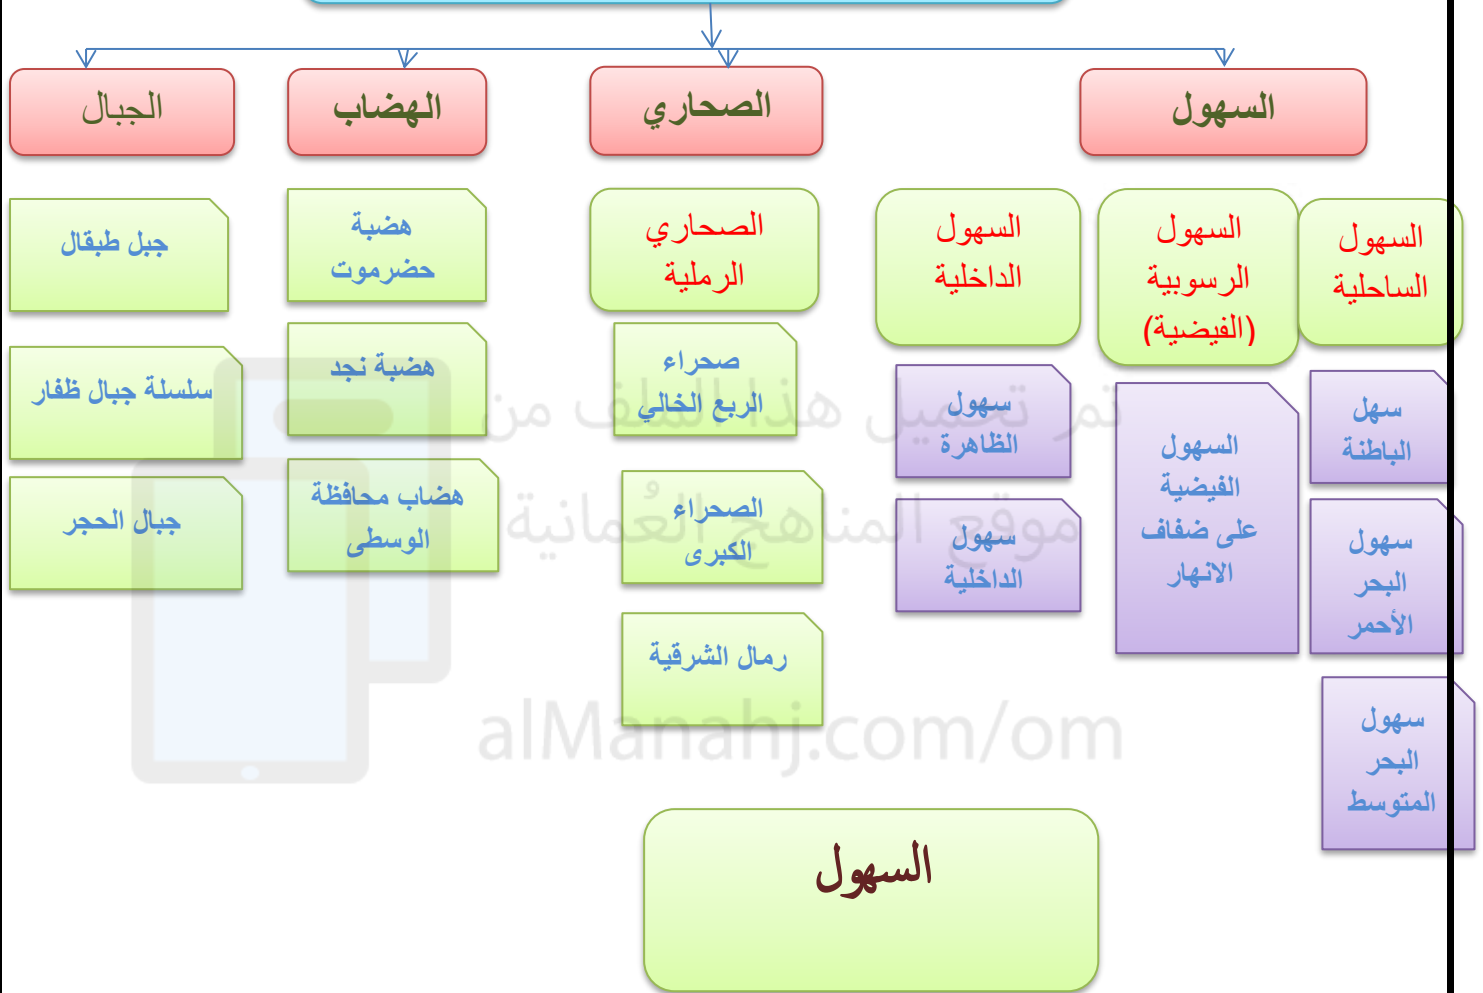 السهول
الصحاري
الهضاب
الجبال
السهول
الساحلية
سهل
الباطنة
سهول
البحر
الأحمر
سهول
البحر
المتوسط
السهول
الرسوبية
(الفيضية)
السهول
الفيضية
على ضفاف
الانهار
السهول
الداخلية
سهول
الظاهرة
سهول
الداخلية
الصحاري
الرملية
صحراء
الربع الخالي
الصحراء
الكبرى
رمال الشرقية
هضبة
حضرموت
هضبة نجد
هضاب محافظة
الوسطى
جبل طبقال
سلسلة جبال ظفار
جبال الحجر
تم تحميل هذا الملف من
موقع المناهج العُمانية
alManahj.com/om
السهول